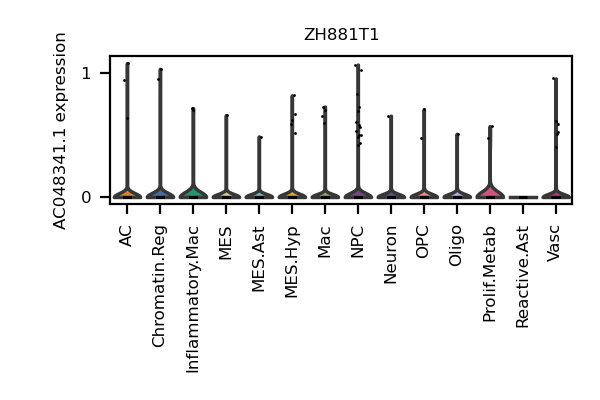 ZH881T1
AC048341.1 expression
1
0
AC
Chromatin.Reg
Inflammatory.Mac
MES
MES.Ast
MES.Hyp
Mac
NPC
Neuron
OPC
Oligo
Prolif.Metab
Reactive.Ast
Vasc